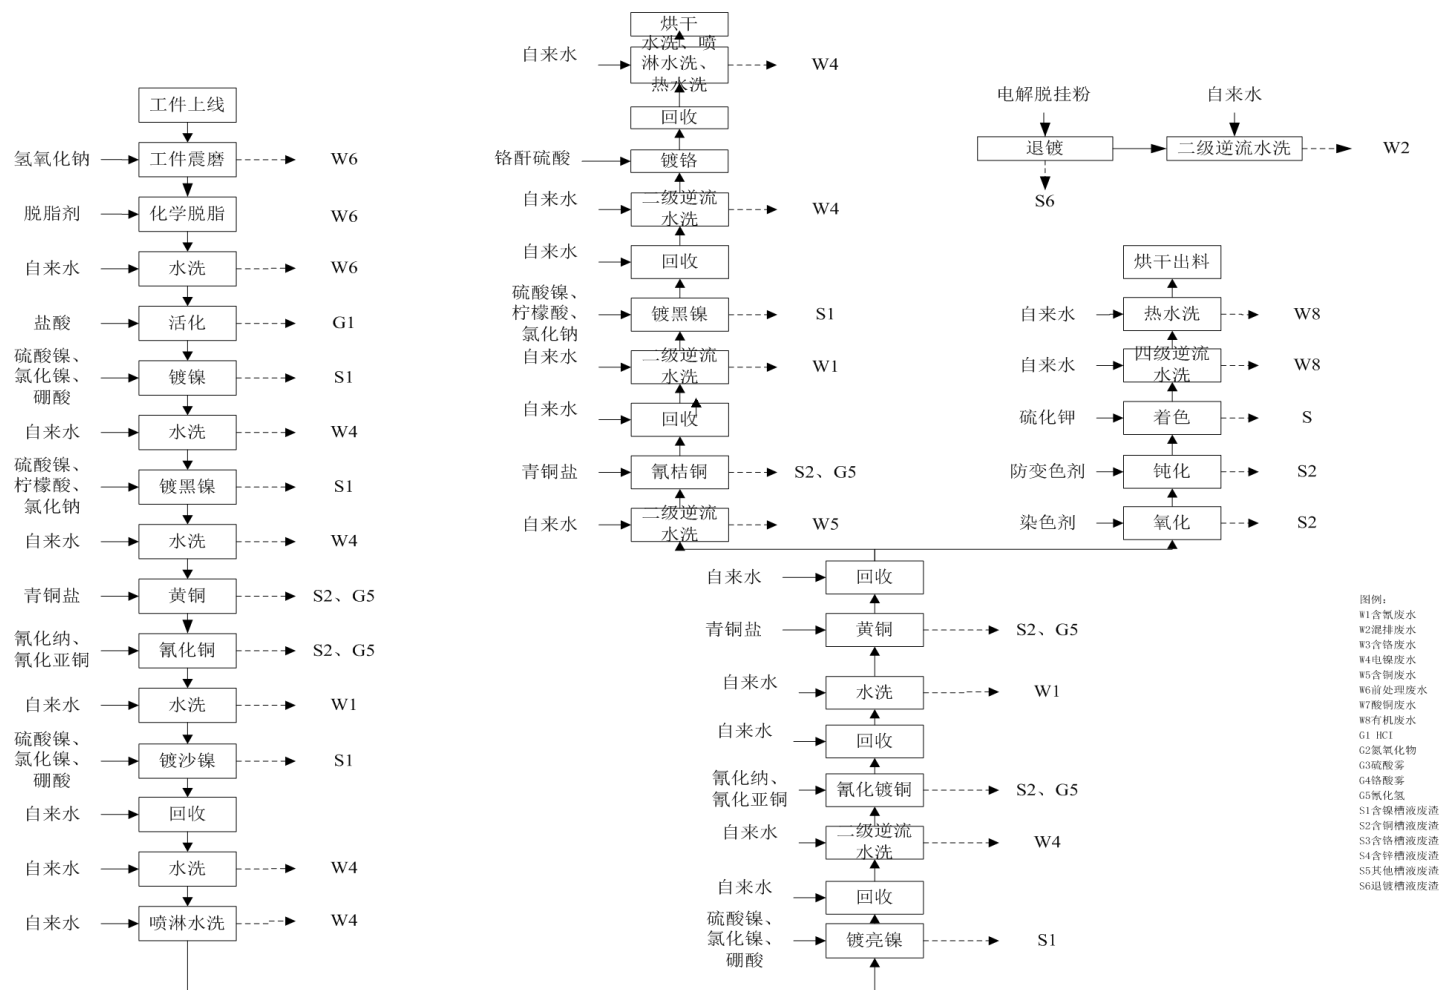 工件上线
氢氧化钠
工件震磨
W6
脱脂剂
化学脱脂
W6
自来水
水洗
W6
盐酸
活化
G1
硫酸镍、
氯化镍、
硼酸
镀镍
S1
自来水
水洗
W4
硫酸镍、
柠檬酸、
氯化钠
镀黑镍
S1
自来水
水洗
W4
青铜盐
黄铜
S2、G5
氰化纳、
氰化亚铜
氰化铜
S2、G5
自来水
水洗
W1
硫酸镍、
氯化镍、
硼酸
镀沙镍
S1
自来水
回收
自来水
水洗
W4
自来水
喷淋水洗
W4
烘干
自来水
水洗、喷
淋水洗、
热水洗
W4
回收
铬酐硫酸
镀铬
自来水
二级逆流
水洗
W4
自来水
回收
硫酸镍、
柠檬酸、
氯化钠
镀黑镍
S1
自来水
二级逆流
水洗
W1
自来水
回收
青铜盐
氰桔铜
S2、G5
自来水
二级逆流
水洗
W5
自来水
回收
青铜盐
黄铜
S2、G5
自来水
水洗
W1
自来水
回收
氰化纳、
氰化亚铜
氰化镀铜
S2、G5
自来水
二级逆流
水洗
W4
自来水
回收
硫酸镍、
氯化镍、
硼酸
镀亮镍
S1
电解脱挂粉
自来水
退镀
二级逆流水洗
W2
S6
烘干出料
自来水
热水洗
W8
自来水
四级逆流
水洗
W8
硫化钾
着色
S
防变色剂
钝化
S2
染色剂
氧化
S2
图例:
W1含氰废水
W2混排废水
W3含铬废水
W4电镍废水
W5含铜废水
W6前处理废水
W7酸铜废水
W8有机废水
G1 HCI
G2氮氧化物
G3硫酸雾
G4铬酸雾
G5氰化氢
S1含镍槽液废渣
S2含铜槽液废渣
S3含铬槽液废渣
S4含锌槽液废渣
S5其他槽液废渣
S6退镀槽液废渣